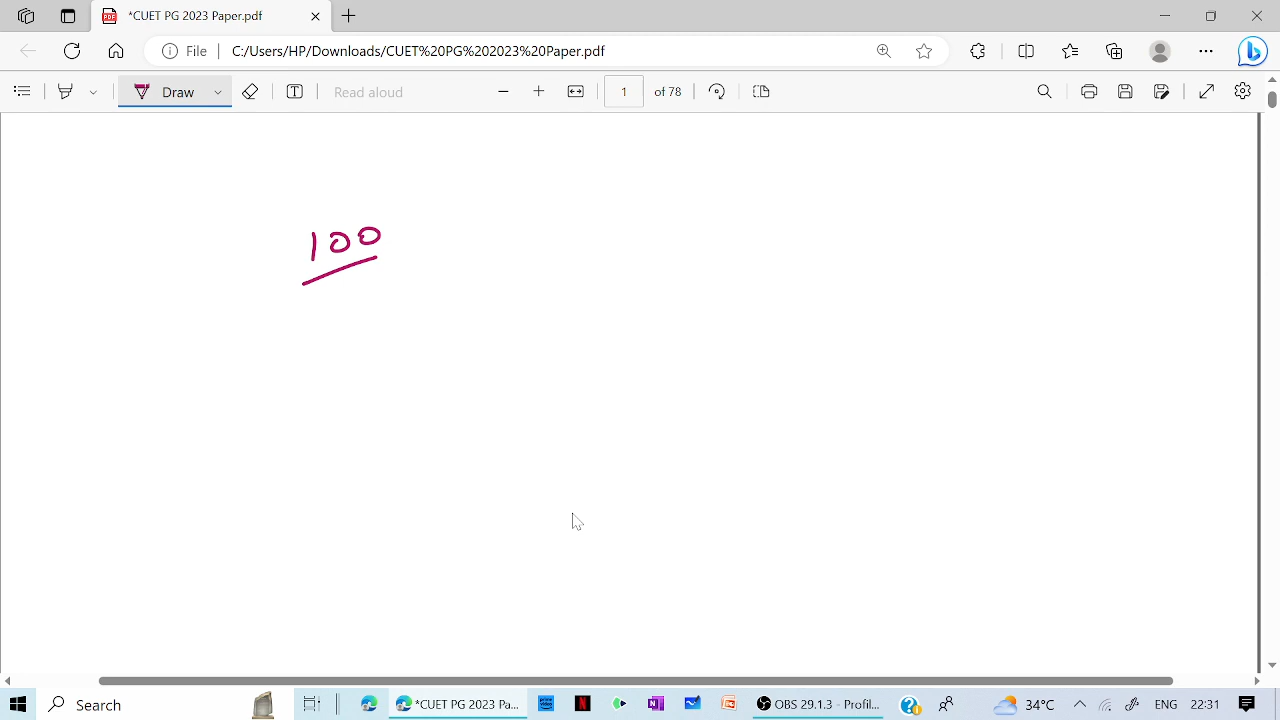 *CUET PG 2023 Paper.pdf
File C:/Users/HP/Downloads/CUET%20PG%202023%20Paper.pdf
Draw Read aloud 1 of 78
100
Search *CUET PG 2023 Pa... OBS 29.1.3 - Profil... 34°C ENG 22:31